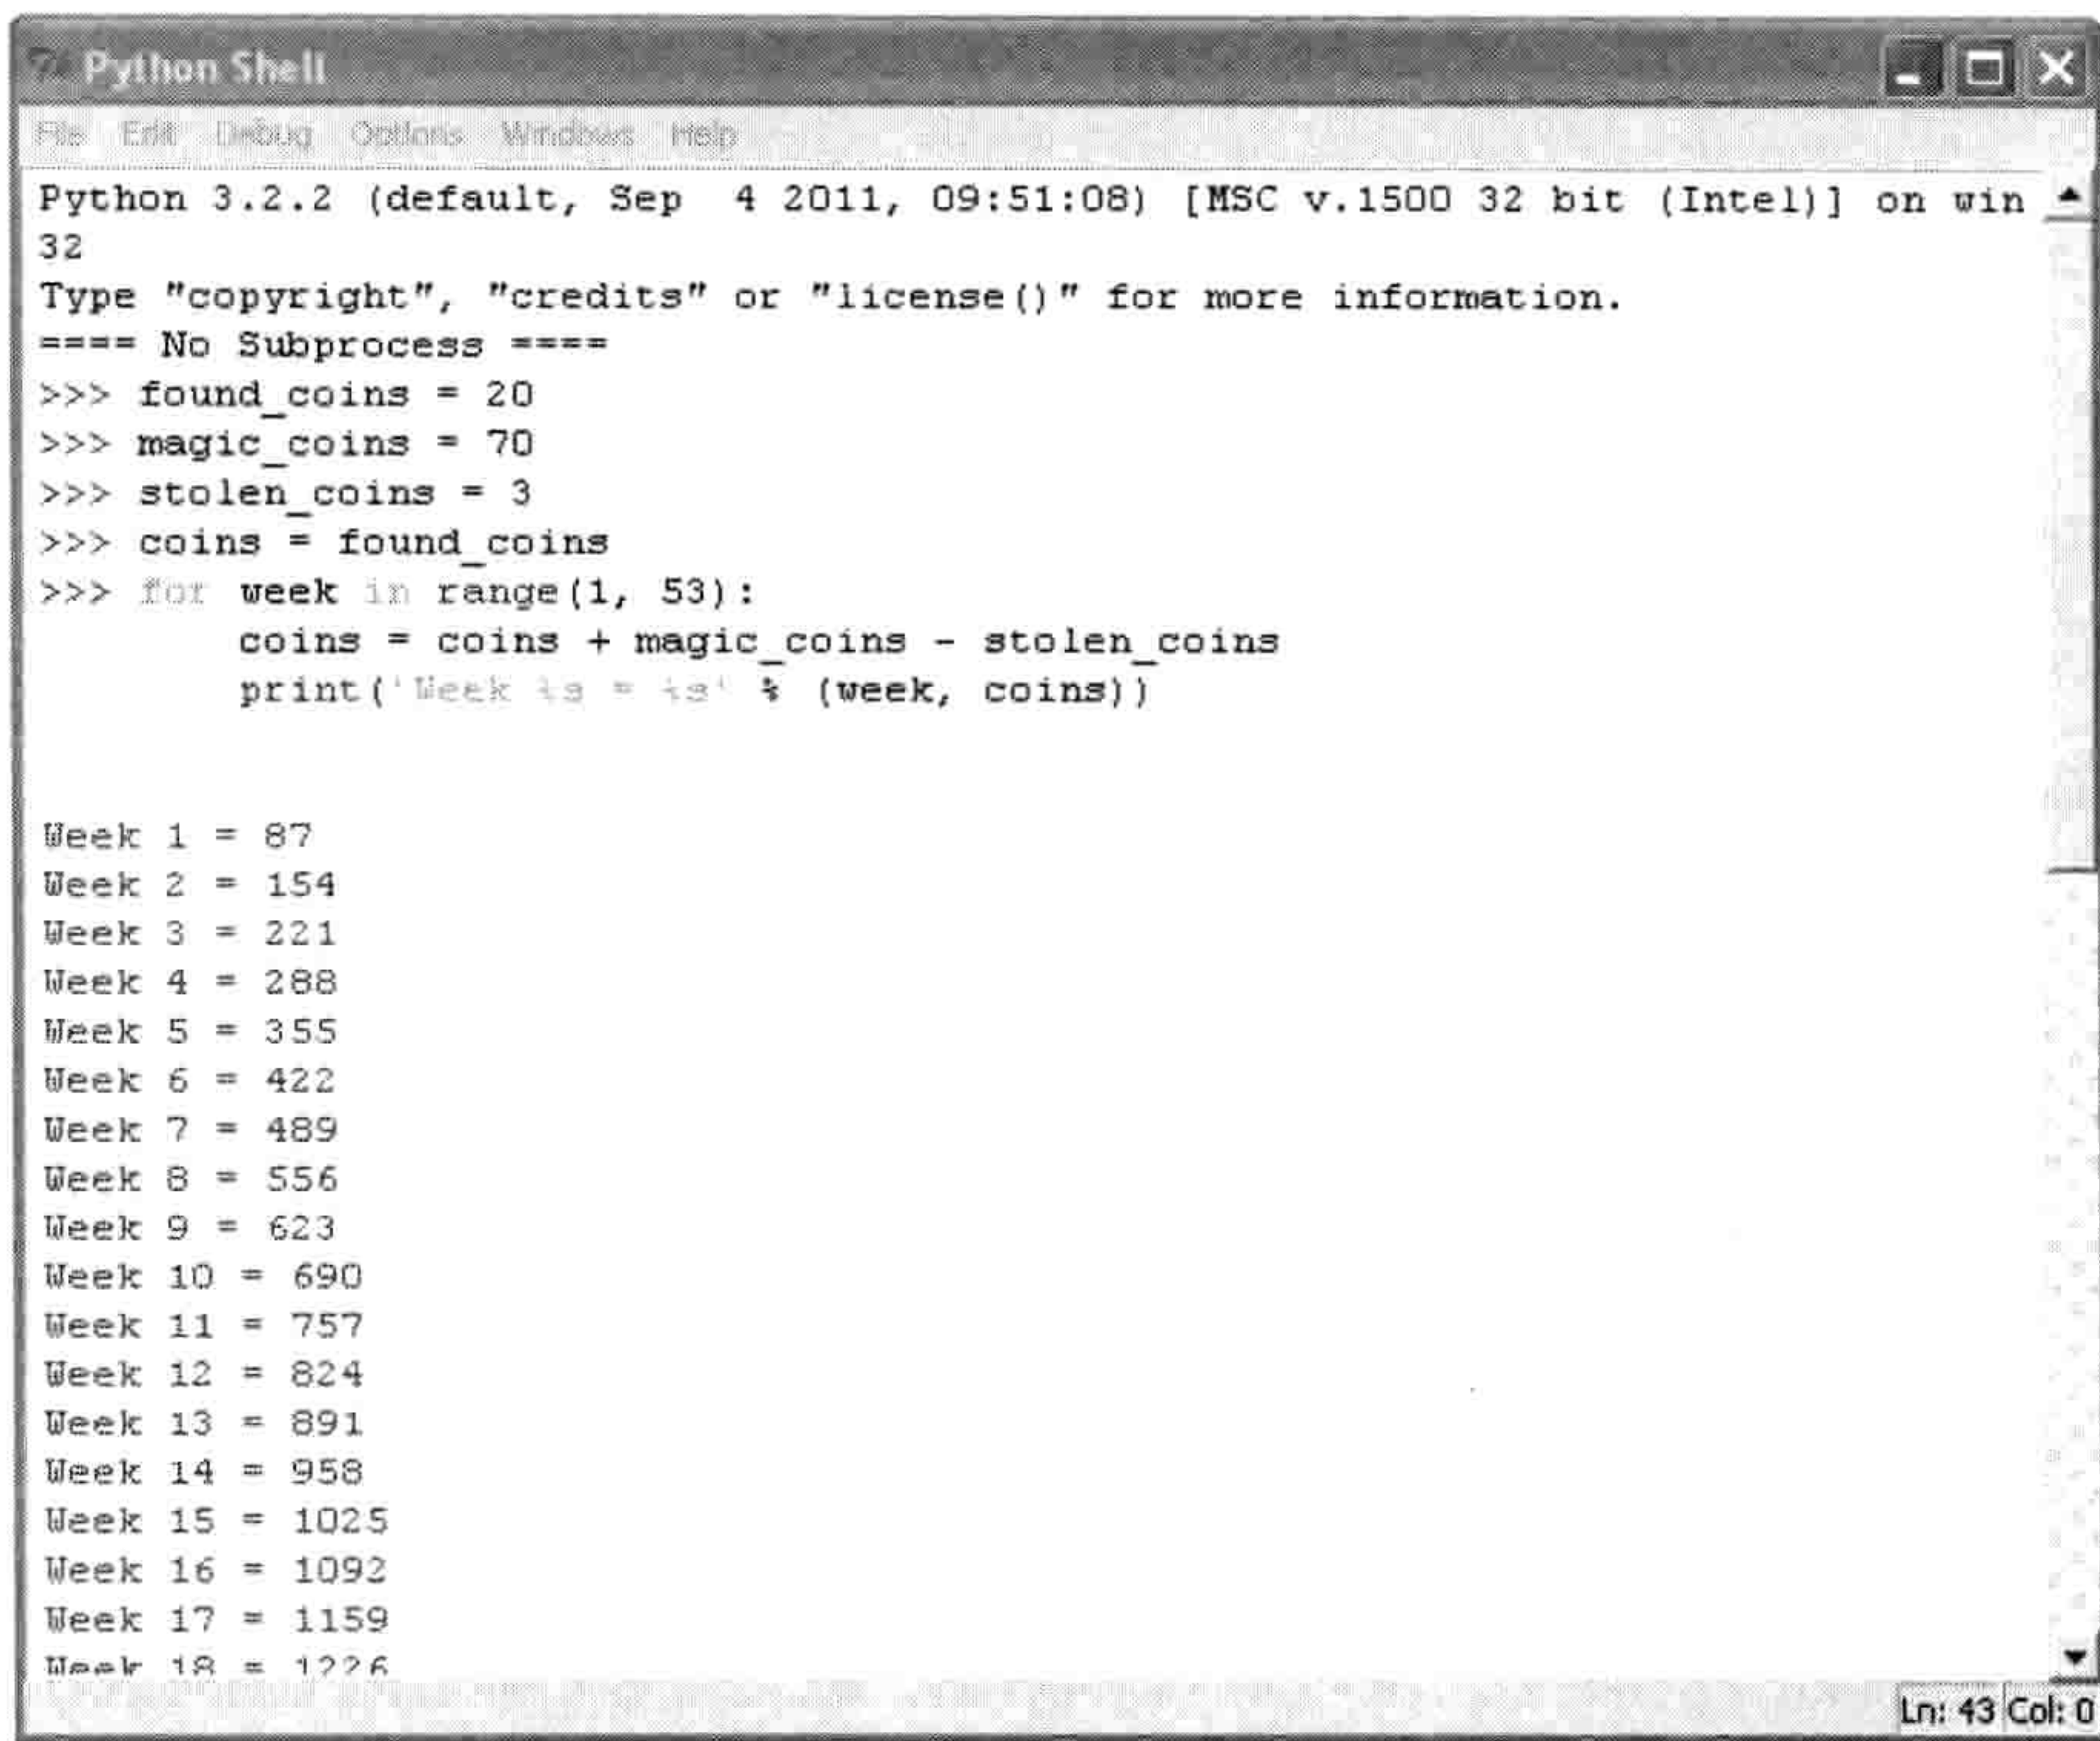 Python Shell
File Edit Debug Options Windows Help
Python 3.2.2 (default, Sep  4 2011, 09:51:08) [MSC v.1500 32 bit (Intel)] on win
32
Type "copyright", "credits" or "license()" for more information.
==== No Subprocess ====
>>> found_coins = 20
>>> magic_coins = 70
>>> stolen_coins = 3
>>> coins = found_coins
>>> for week in range(1, 53):
        coins = coins + magic_coins - stolen_coins
        print('Week %s = %s' % (week, coins))
Week 1 = 87
Week 2 = 154
Week 3 = 221
Week 4 = 288
Week 5 = 355
Week 6 = 422
Week 7 = 489
Week 8 = 556
Week 9 = 623
Week 10 = 690
Week 11 = 757
Week 12 = 824
Week 13 = 891
Week 14 = 958
Week 15 = 1025
Week 16 = 1092
Week 17 = 1159
Week 18 = 1226
Ln: 43 Col: 0